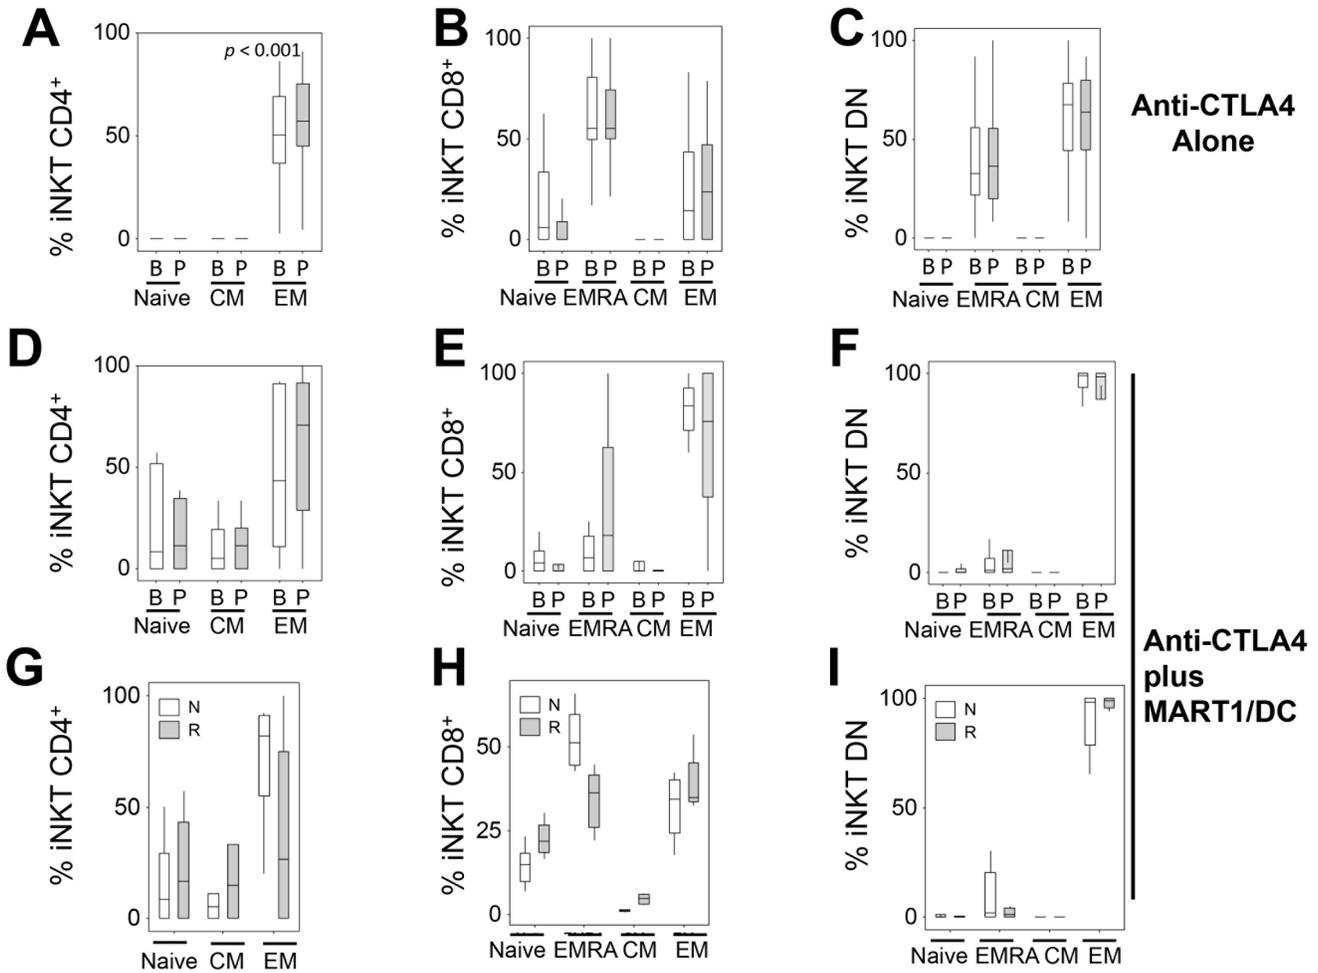 A
B
C
% iNKT CD4+
100
50
0
p < 0.001
B P B P B P
Naive CM EM
% iNKT CD8+
100
50
0
B P B P B P B P
Naive EMRA CM EM
% iNKT DN
100
50
0
B P B P B P B P
Naive EMRA CM EM
Anti-CTLA4
Alone
D
E
F
% iNKT CD4+
100
50
0
B P B P B P
Naive CM EM
% iNKT CD8+
100
50
0
B P B P B P B P
Naive EMRA CM EM
% iNKT DN
100
50
0
B P B P B P B P
Naive EMRA CM EM
Anti-CTLA4
plus
MART1/DC
G
H
I
% iNKT CD4+
100
50
0
N
R
Naive CM EM
% iNKT CD8+
50
25
0
N
R
Naive EMRA CM EM
% iNKT DN
100
50
0
N
R
Naive EMRA CM EM